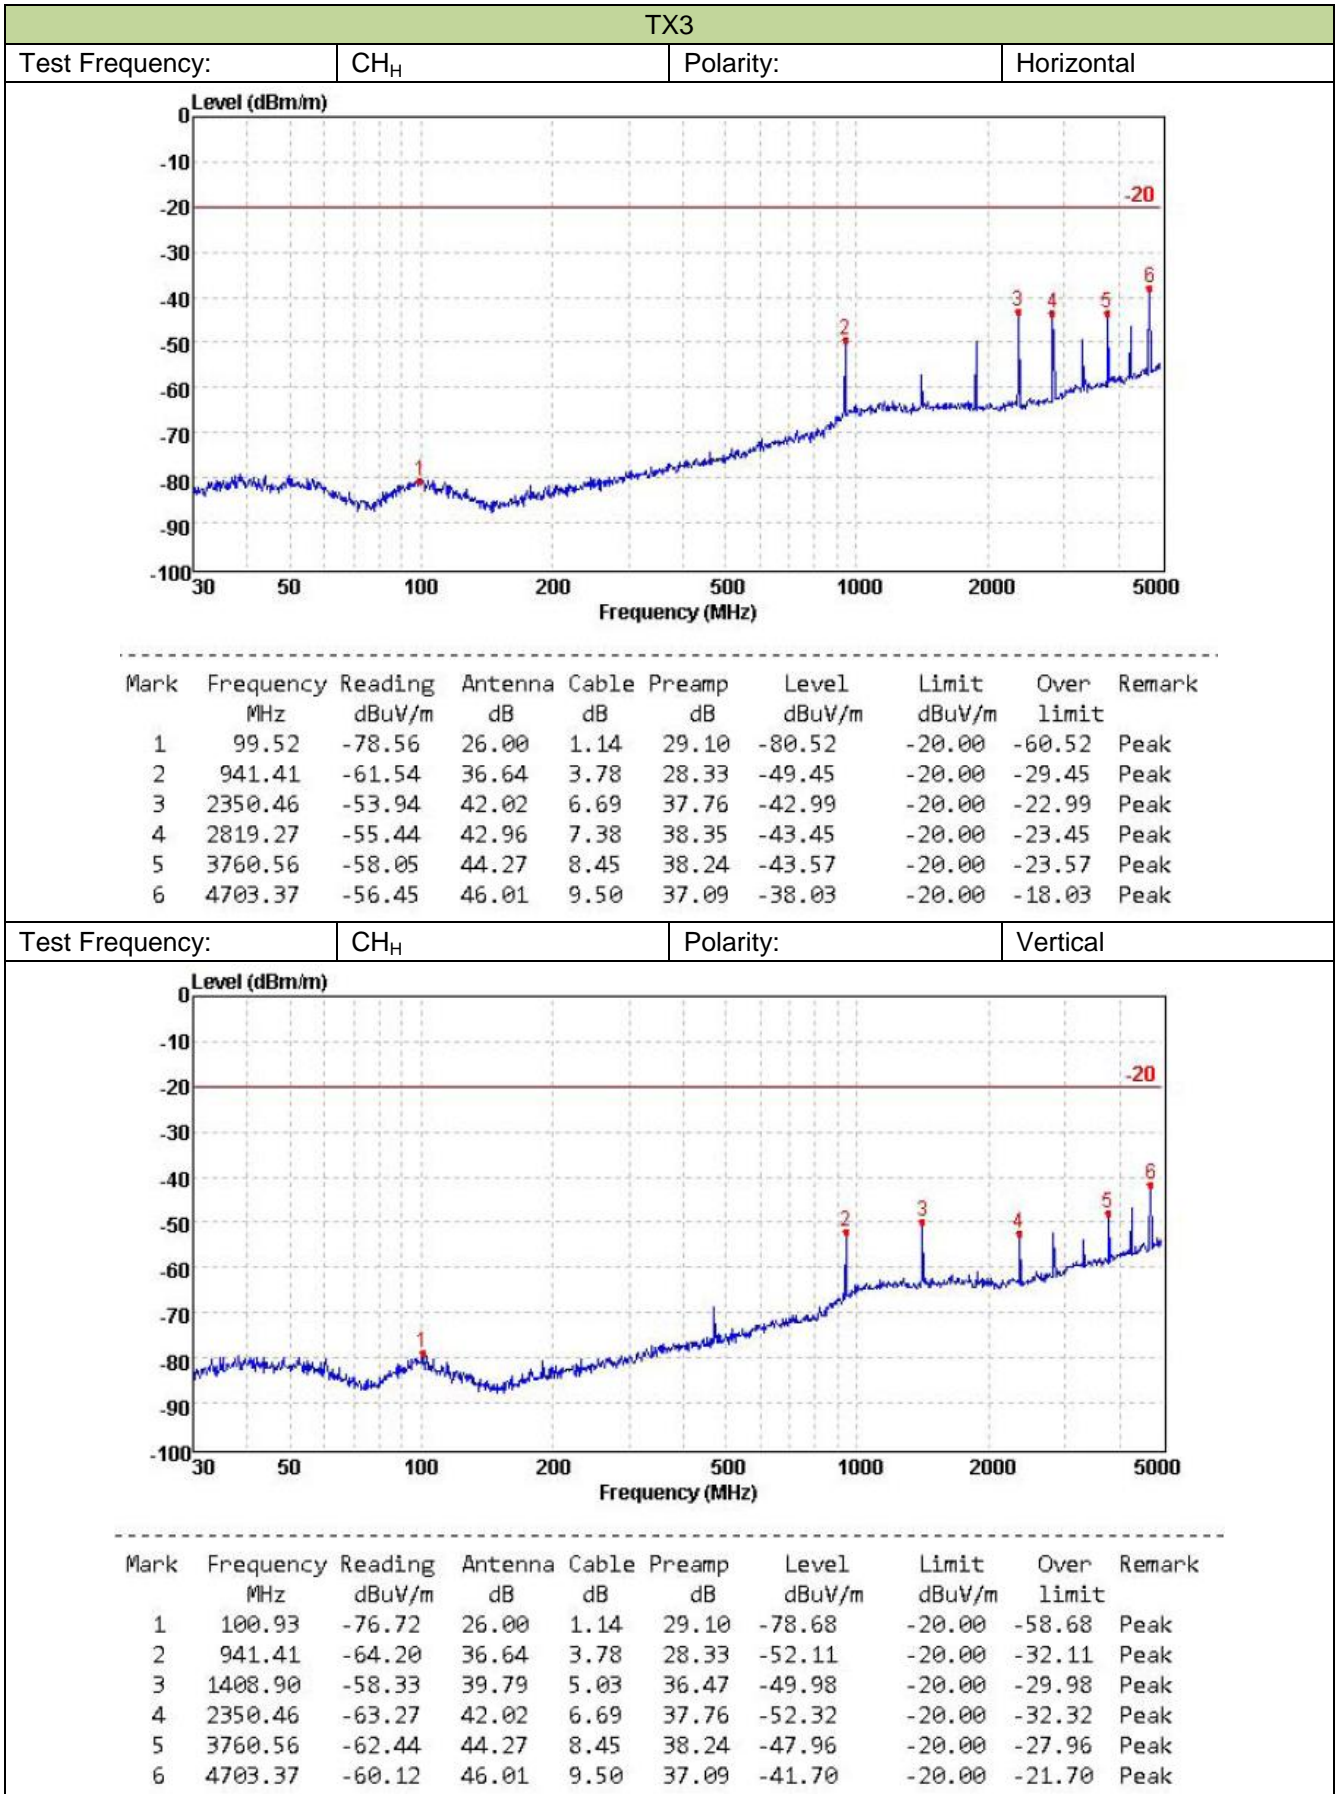 TX3
Test Frequency: CHH Polarity: Horizontal
Level (dBm/m)
0
-10
-20
-20
-30
-40
-50
-60
-70
-80
-90
-100
1
2
3
4
5
6
30 50 100 200 500 1000 2000 5000
Frequency (MHz)
Mark Frequency Reading Antenna Cable Preamp Level Limit Over Remark
MHz dBuV/m dB dB dB dBuV/m dBuV/m limit
1 99.52 -78.56 26.00 1.14 29.10 -80.52 -20.00 -60.52 Peak
2 941.41 -61.54 36.64 3.78 28.33 -49.45 -20.00 -29.45 Peak
3 2350.46 -53.94 42.02 6.69 37.76 -42.99 -20.00 -22.99 Peak
4 2819.27 -55.44 42.96 7.38 38.35 -43.45 -20.00 -23.45 Peak
5 3760.56 -58.05 44.27 8.45 38.24 -43.57 -20.00 -23.57 Peak
6 4703.37 -56.45 46.01 9.50 37.09 -38.03 -20.00 -18.03 Peak
Test Frequency: CHH Polarity: Vertical
Level (dBm/m)
0
-10
-20
-20
-30
-40
-50
-60
-70
-80
-90
-100
1
2
3
4
5
6
30 50 100 200 500 1000 2000 5000
Frequency (MHz)
Mark Frequency Reading Antenna Cable Preamp Level Limit Over Remark
MHz dBuV/m dB dB dB dBuV/m dBuV/m limit
1 100.93 -76.72 26.00 1.14 29.10 -78.68 -20.00 -58.68 Peak
2 941.41 -64.20 36.64 3.78 28.33 -52.11 -20.00 -32.11 Peak
3 1408.90 -58.33 39.79 5.03 36.47 -49.98 -20.00 -29.98 Peak
4 2350.46 -63.27 42.02 6.69 37.76 -52.32 -20.00 -32.32 Peak
5 3760.56 -62.44 44.27 8.45 38.24 -47.96 -20.00 -27.96 Peak
6 4703.37 -60.12 46.01 9.50 37.09 -41.70 -20.00 -21.70 Peak